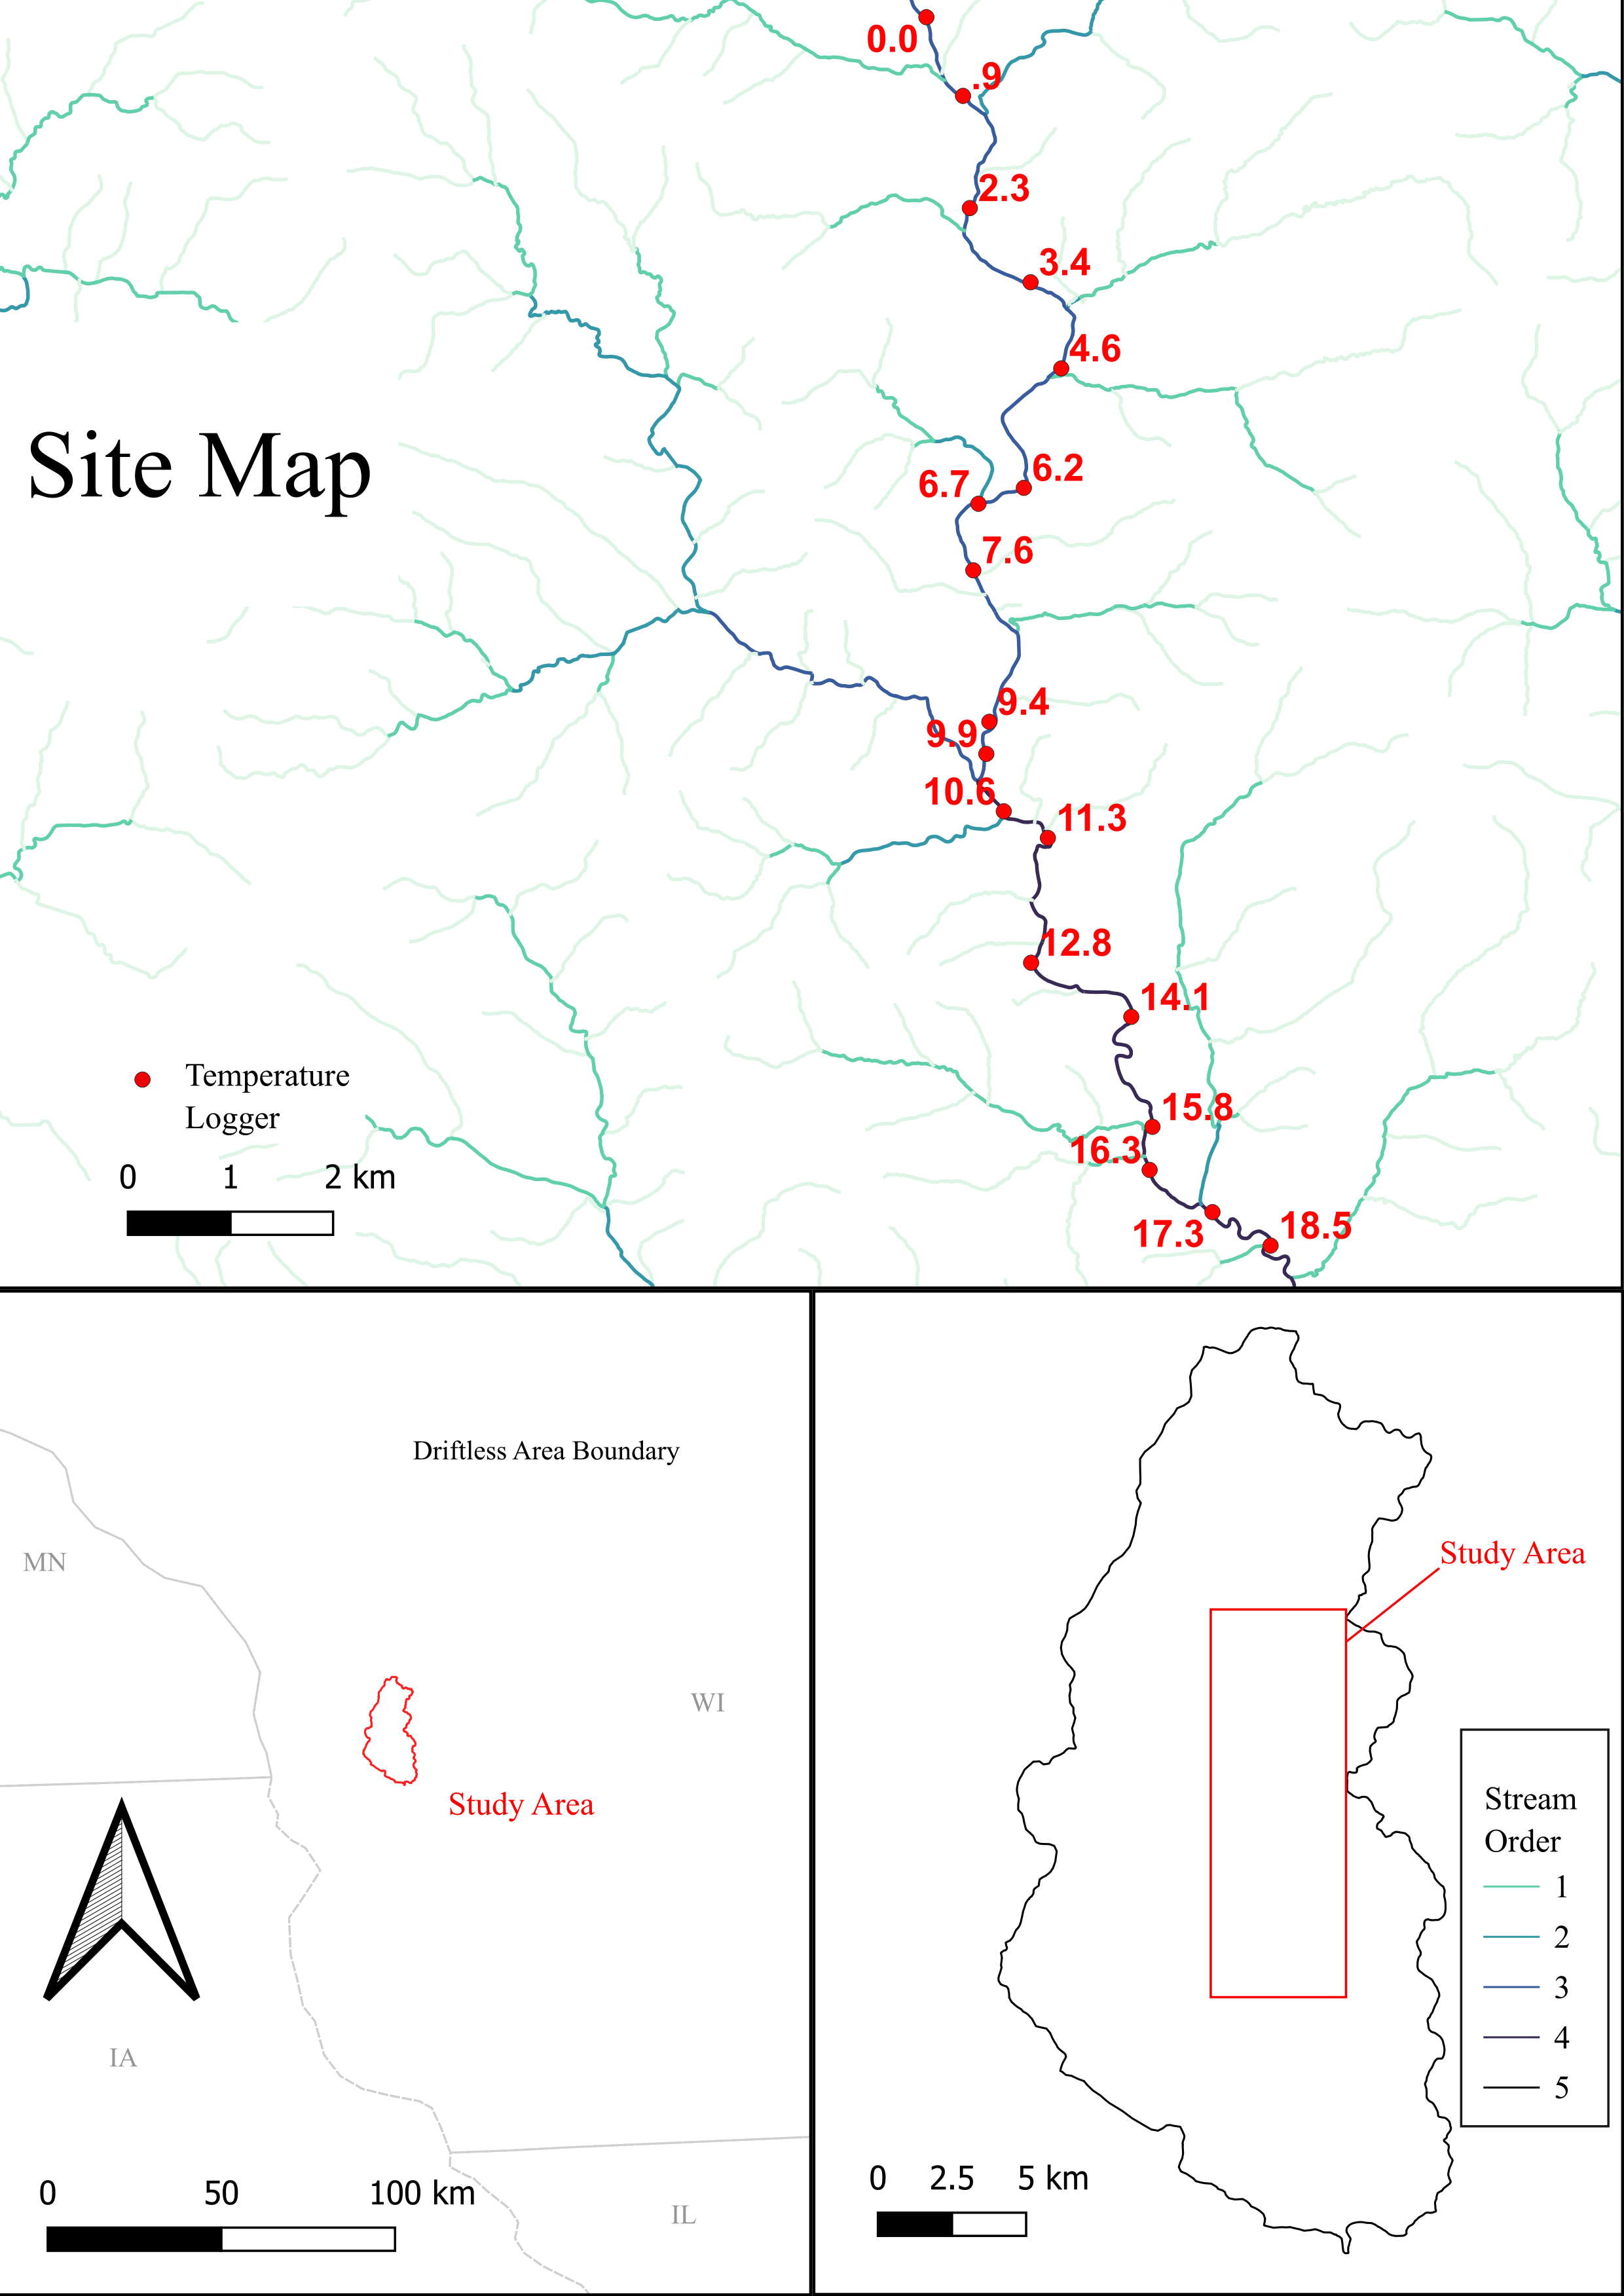 0.0
.9
2.3
3.4
4.6
Site Map
6.2
6.7
7.6
9.4
9.9
10.6
11.3
12.8
14.1
Temperature
Logger
15.8
16.3
0 1 2 km
17.3
18.5
Driftless Area Boundary
MN
WI
Study Area
IA
0 50 100 km
IL
Study Area
Stream
Order
1
2
3
4
5
0 2.5 5 km